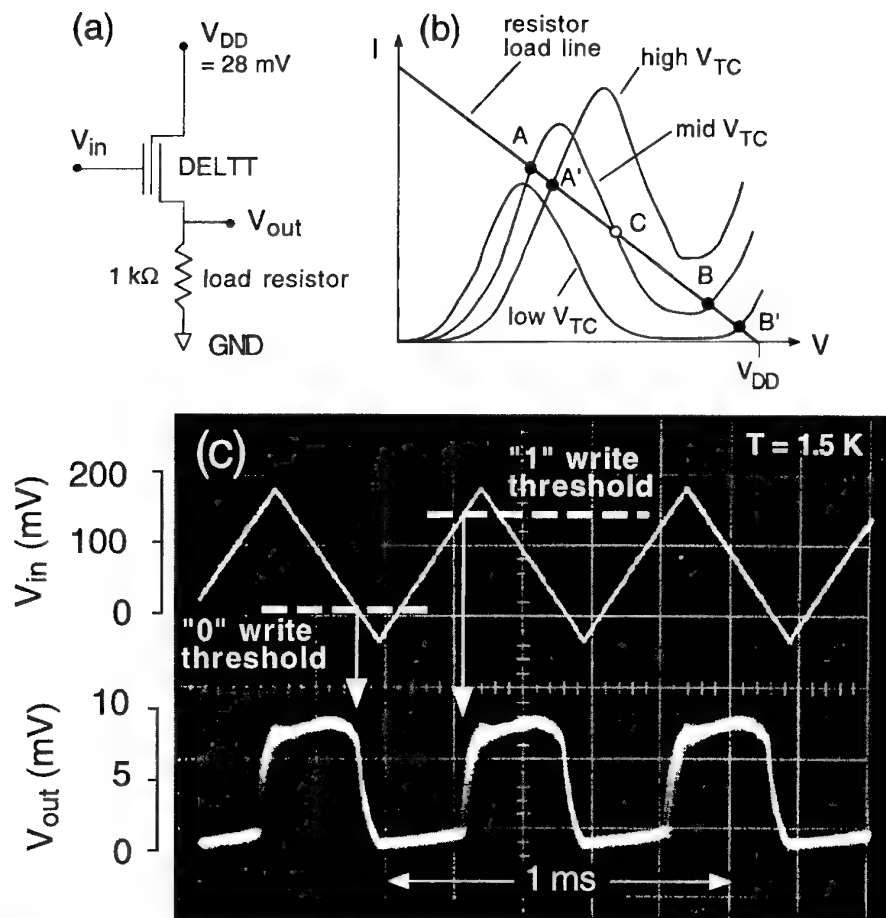 (a)
V_DD
= 28 mV
V_in
DELTT
V_out
1 kΩ
load resistor
GND
(b)
I
resistor
load line
high V_TC
A
mid V_TC
A'
C
B
low V_TC
B'
V
V_DD
(c)
T = 1.5 K
"1" write
threshold
200
100
0
V_in (mV)
"0" write
threshold
10
5
0
V_out (mV)
1 ms